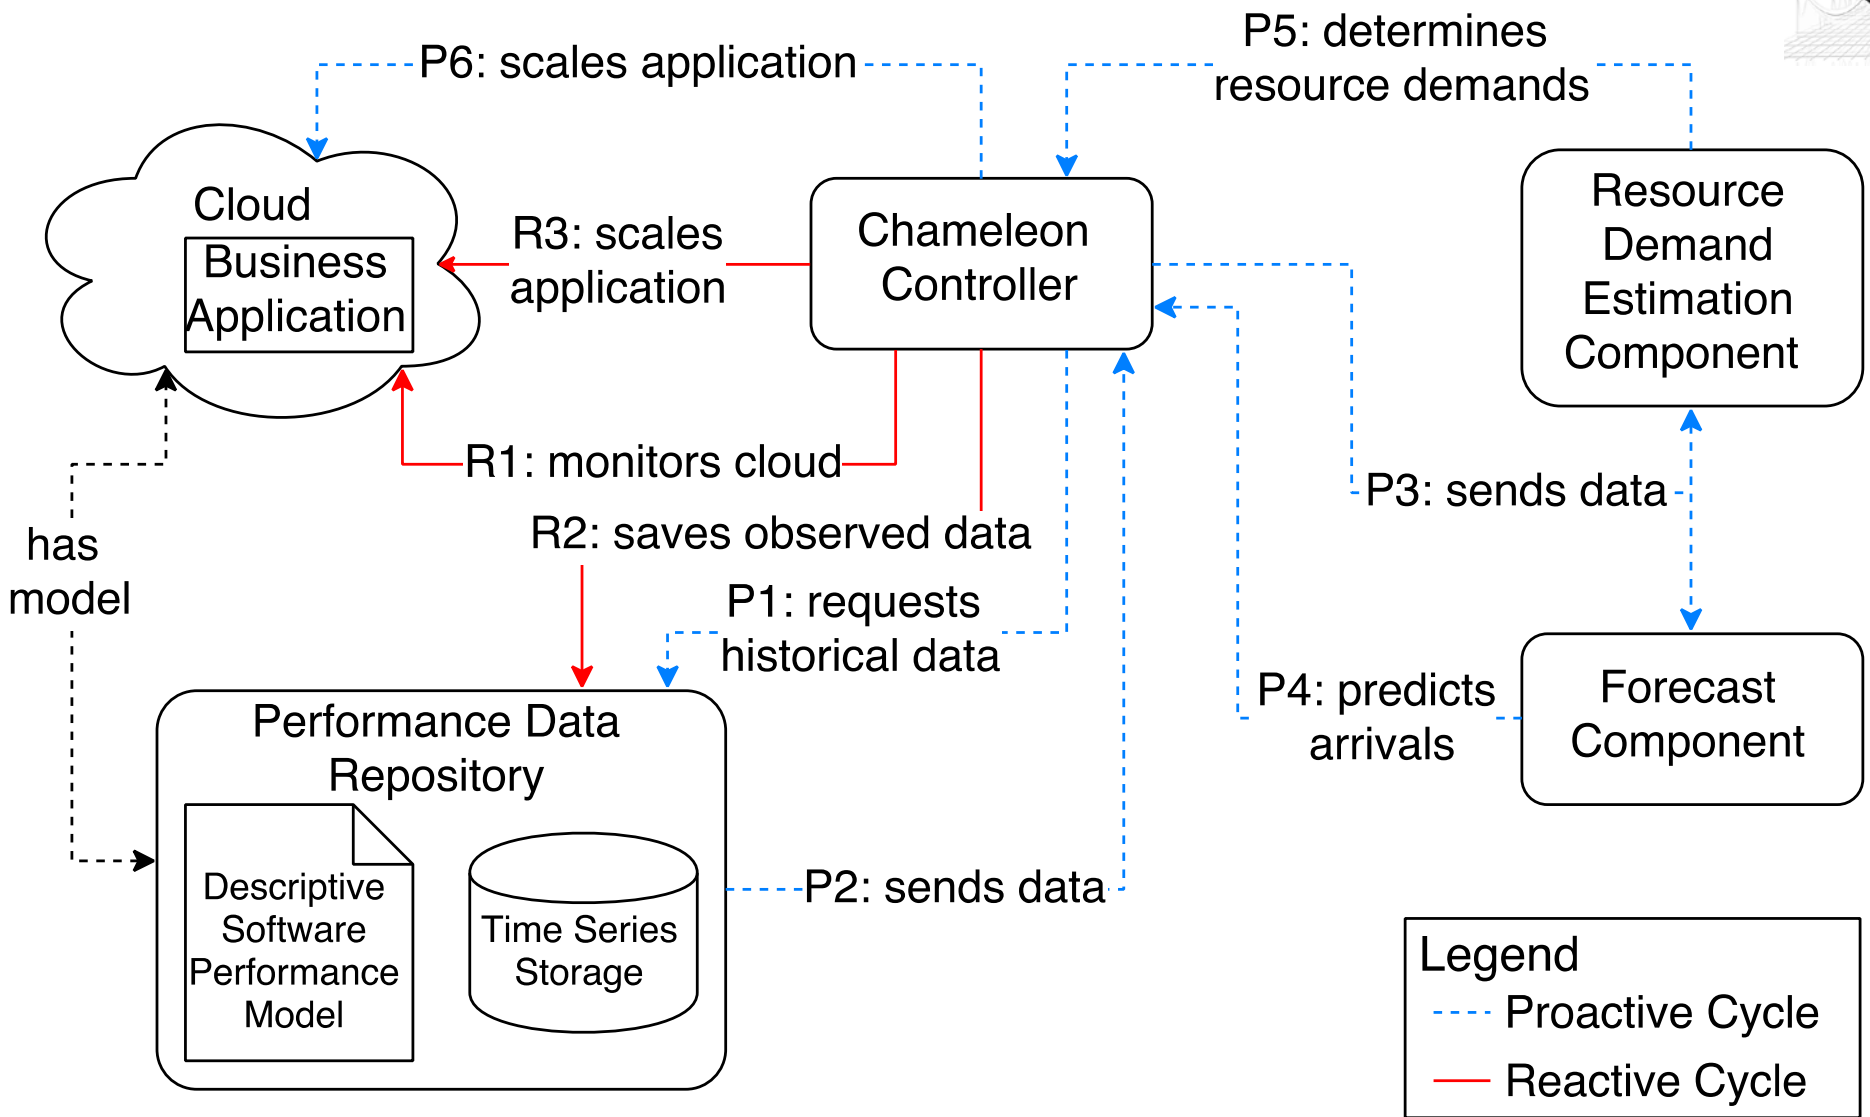 P6: scales application
P5: determines
resource demands
Cloud
Business
Application
R3: scales
application
Chameleon
Controller
Resource
Demand
Estimation
Component
R1: monitors cloud
P3: sends data
R2: saves observed data
has
model
P1: requests
historical data
P4: predicts
arrivals
Forecast
Component
Performance Data
Repository
Descriptive
Software
Performance
Model
Time Series
Storage
P2: sends data
Legend
Proactive Cycle
Reactive Cycle